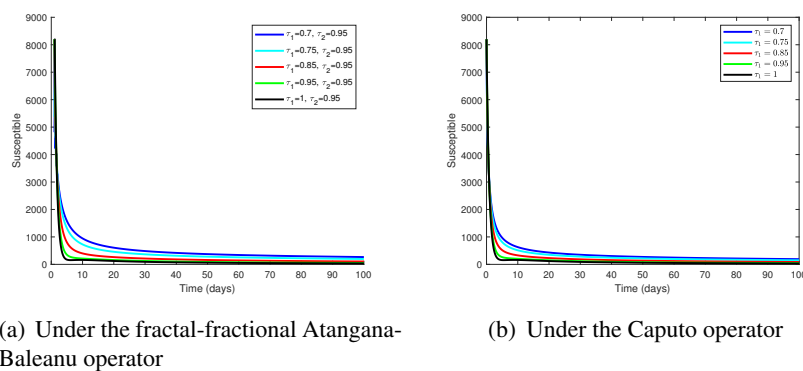 9000
8000
7000
6000
5000
4000
3000
2000
1000
0
Susceptible
0 10 20 30 40 50 60 70 80 90 100
Time (days)
τ1=0.7, τ2=0.95
τ1=0.75, τ2=0.95
τ1=0.85, τ2=0.95
τ1=0.95, τ2=0.95
τ1=1, τ2=0.95
(a) Under the fractal-fractional Atangana-
Baleanu operator
9000
8000
7000
6000
5000
4000
3000
2000
1000
0
Susceptible
0 10 20 30 40 50 60 70 80 90 100
Time (days)
τ1 = 0.7
τ1 = 0.75
τ1 = 0.85
τ1 = 0.95
τ1 = 1
(b) Under the Caputo operator